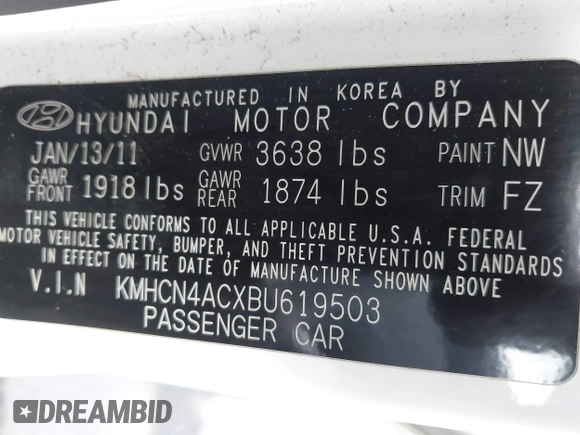 MANUFACTURED IN KOREA BY
HYUNDAI MOTOR COMPANY
JAN/13/11 GVWR 3638 lbs PAINT NW
GAWR FRONT 1918 lbs GAWR REAR 1874 lbs TRIM FZ
THIS VEHICLE CONFORMS TO ALL APPLICABLE U.S.A. FEDERAL
MOTOR VEHICLE SAFETY, BUMPER, AND THEFT PREVENTION STANDARDS
IN EFFECT ON THE DATE OF MANUFACTURE SHOWN ABOVE
V.I.N KMHCN4ACXBU619503
PASSENGER CAR
DREAMBID